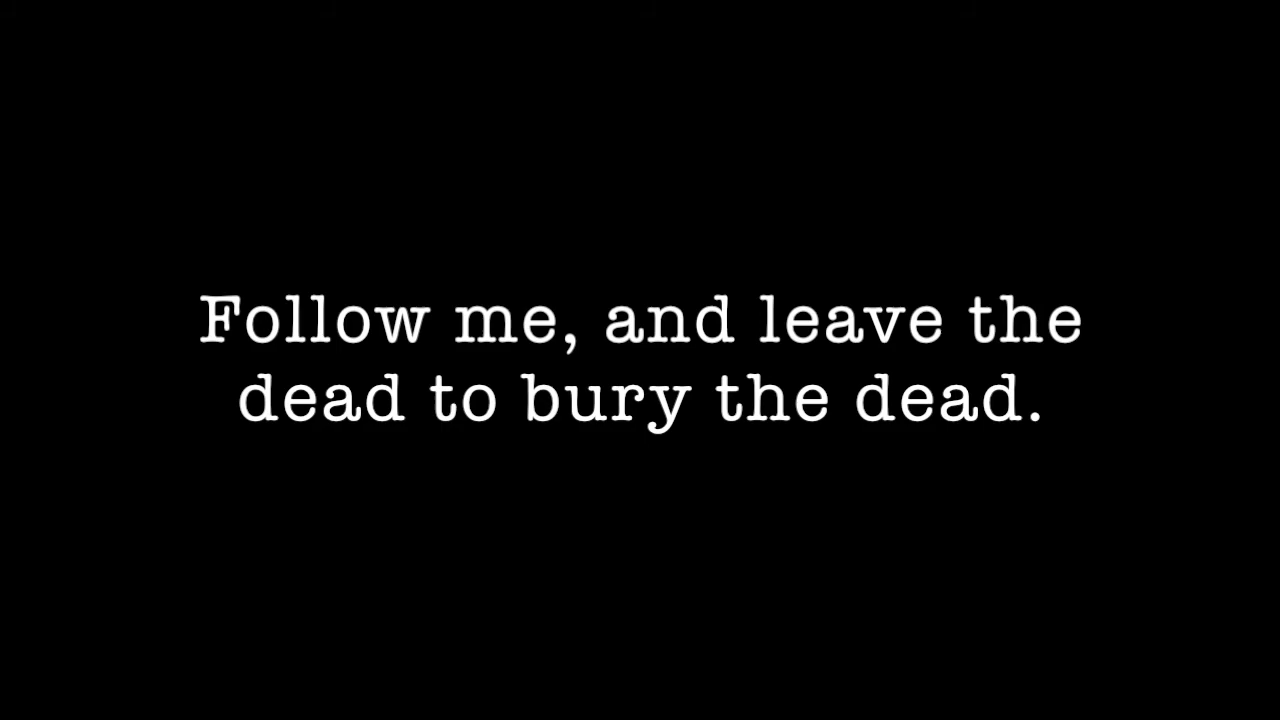 Follow me, and leave the
dead to bury the dead.